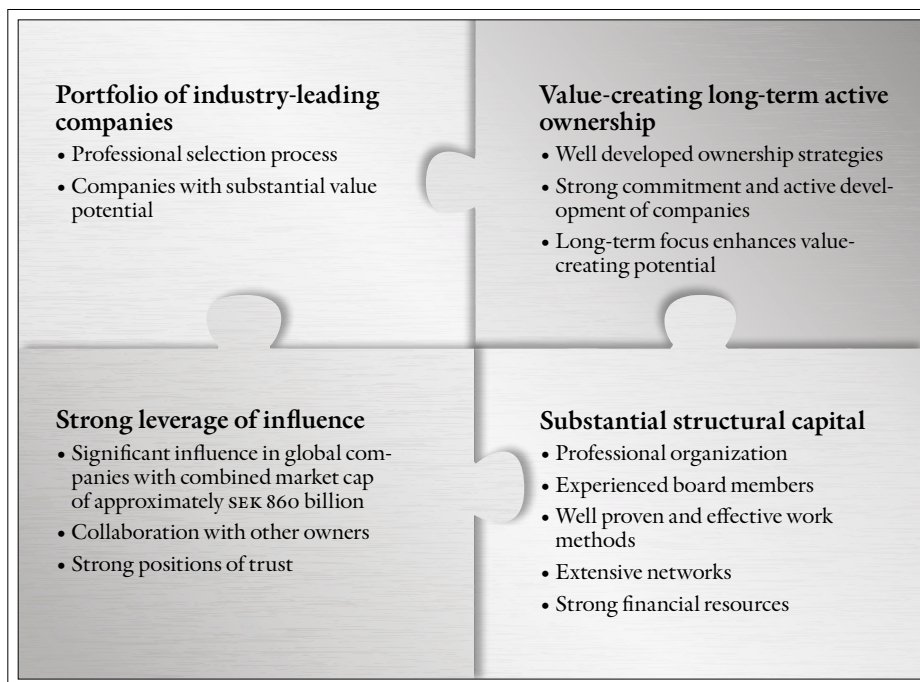 Portfolio of industry-leading
companies
• Professional selection process
• Companies with substantial value
potential
Value-creating long-term active
ownership
• Well developed ownership strategies
• Strong commitment and active devel-
opment of companies
• Long-term focus enhances value-
creating potential
Strong leverage of influence
• Significant influence in global com-
panies with combined market cap
of approximately SEK 860 billion
• Collaboration with other owners
• Strong positions of trust
Substantial structural capital
• Professional organization
• Experienced board members
• Well proven and effective work
methods
• Extensive networks
• Strong financial resources